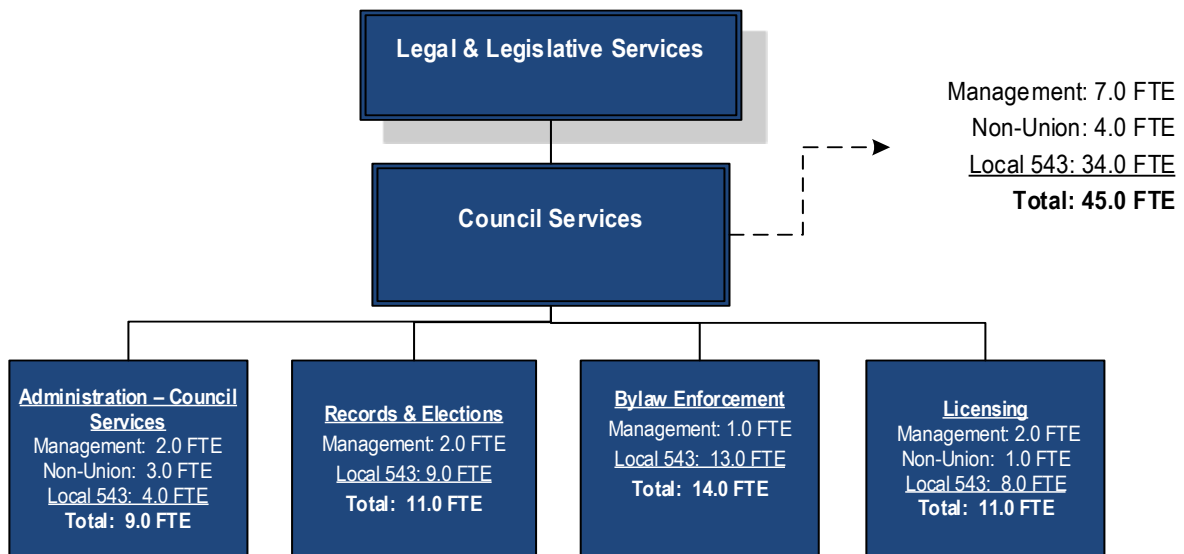 Legal & Legislative Services
Management: 7.0 FTE
Non-Union: 4.0 FTE
Local 543: 34.0 FTE
Total: 45.0 FTE
Council Services
Administration – Council
Services
Management: 2.0 FTE
Non-Union: 3.0 FTE
Local 543: 4.0 FTE
Total: 9.0 FTE
Records & Elections
Management: 2.0 FTE
Local 543: 9.0 FTE
Total: 11.0 FTE
Bylaw Enforcement
Management: 1.0 FTE
Local 543: 13.0 FTE
Total: 14.0 FTE
Licensing
Management: 2.0 FTE
Non-Union: 1.0 FTE
Local 543: 8.0 FTE
Total: 11.0 FTE